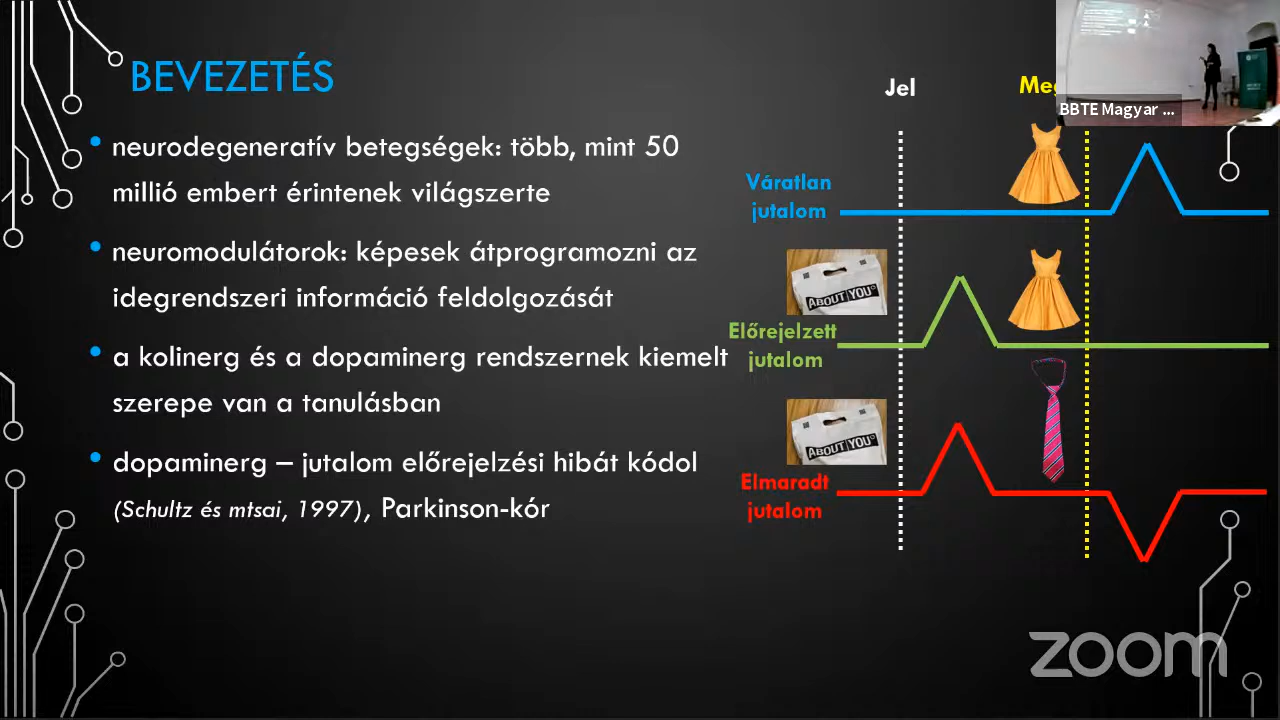 BEVEZETÉS
neurodegeneratív betegségek: több, mint 50
millió embert érintenek világszerte
neuromodulátorok: képesek átprogramozni az
idegrendszeri információ feldolgozását
a kolinerg és a dopaminerg rendszernek kiemelt
szerepe van a tanulásban
dopaminerg – jutalom előrejelzési hibát kódol
(Schultz és mtsai, 1997), Parkinson-kór
Jel
BBTE Magyar ...
Váratlan
jutalom
ABOUT YOU°
Előrejelzett
jutalom
ABOUT YOU°
Elmaradt
jutalom
zoom